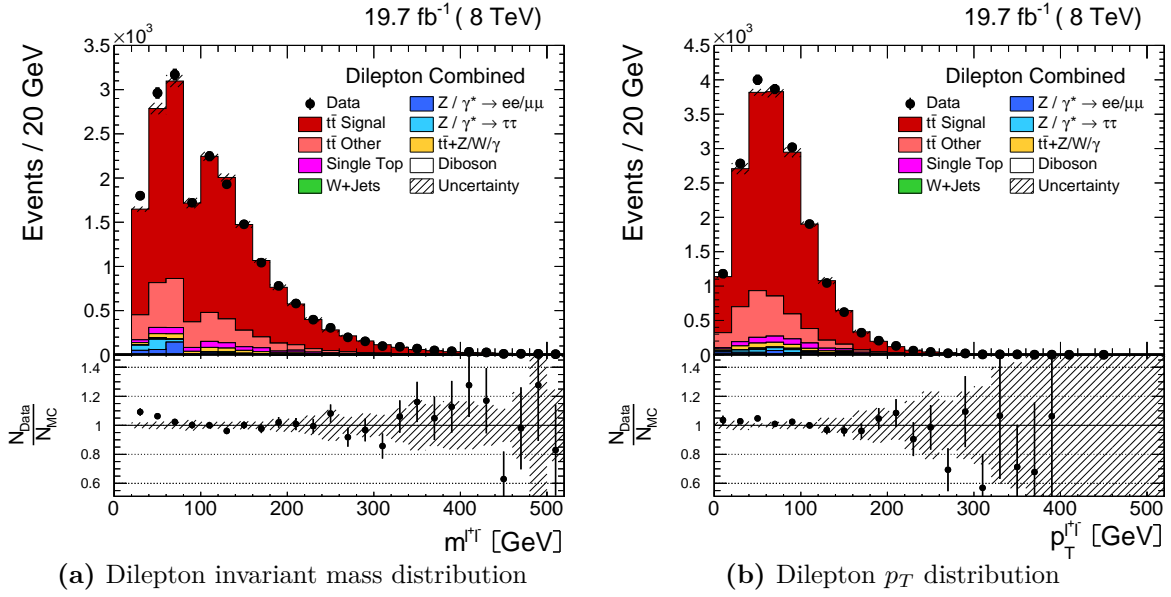 19.7 fb⁻¹ ( 8 TeV)
×10³
Events / 20 GeV
3.5
3
2.5
2
1.5
1
0.5
0
Dilepton Combined
Data
tt̄ Signal
tt̄ Other
Single Top
W+Jets
Z / γ* → ee/μμ
Z / γ* → ττ
tt̄+Z/W/γ
Diboson
Uncertainty
N_Data
N_MC
1.4
1.2
1
0.8
0.6
0 100 200 300 400 500
m^{l⁺l⁻} [GeV]
(a) Dilepton invariant mass distribution
19.7 fb⁻¹ ( 8 TeV)
×10³
Events / 20 GeV
4.5
4
3.5
3
2.5
2
1.5
1
0.5
0
Dilepton Combined
Data
tt̄ Signal
tt̄ Other
Single Top
W+Jets
Z / γ* → ee/μμ
Z / γ* → ττ
tt̄+Z/W/γ
Diboson
Uncertainty
N_Data
N_MC
1.4
1.2
1
0.8
0.6
0 100 200 300 400 500
p_T^{l⁺l⁻} [GeV]
(b) Dilepton p_T distribution